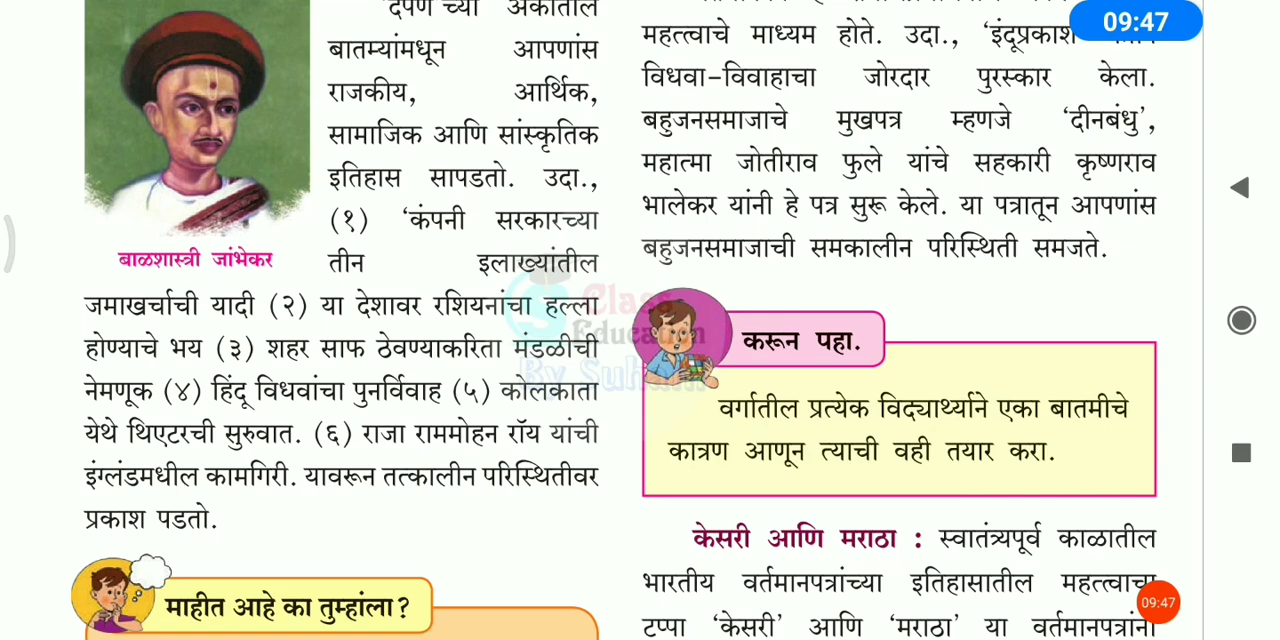 च्या अंकातील
बातम्यांमधून आपणांस
राजकीय, आर्थिक,
सामाजिक आणि सांस्कृतिक
इतिहास सापडतो. उदा.,
(१) ‘कंपनी सरकारच्या
तीन इलाख्यांतील
बाळशास्त्री जांभेकर
जमाखर्चाची यादी (२) या देशावर रशियनांचा हल्ला
होण्याचे भय (३) शहर साफ ठेवण्याकरिता मंडळीची
नेमणूक (४) हिंदू विधवांचा पुनर्विवाह (५) कोलकाता
येथे थिएटरची सुरुवात. (६) राजा राममोहन रॉय यांची
इंग्लंडमधील कामगिरी. यावरून तत्कालीन परिस्थितीवर
प्रकाश पडतो.
माहीत आहे का तुम्हांला?
महत्त्वाचे माध्यम होते. उदा., ‘इंदूप्रकाश
विधवा-विवाहाचा जोरदार पुरस्कार केला.
बहुजनसमाजाचे मुखपत्र म्हणजे ‘दीनबंधु’,
महात्मा जोतीराव फुले यांचे सहकारी कृष्णराव
भालेकर यांनी हे पत्र सुरू केले. या पत्रातून आपणांस
बहुजनसमाजाची समकालीन परिस्थिती समजते.
करून पहा.
वर्गातील प्रत्येक विद्यार्थ्याने एका बातमीचे
कात्रण आणून त्याची वही तयार करा.
केसरी आणि मराठा : स्वातंत्र्यपूर्व काळातील
भारतीय वर्तमानपत्रांच्या इतिहासातील महत्त्वाचा
टप्पा ‘केसरी’ आणि ‘मराठा’ या वर्तमानपत्रांनी
09:47
09:47
Class
Education
By Suhas